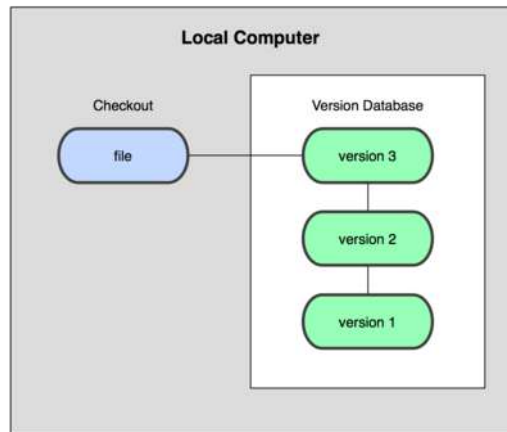 Local Computer
Checkout
Version Database
file
version 3
version 2
version 1